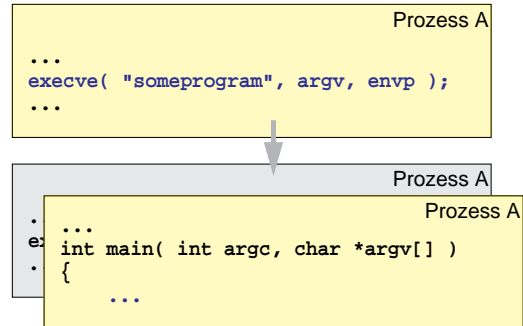 Prozess A
...
execve( "someprogram", argv, envp );
...
Prozess A
Prozess A
...
int main( int argc, char *argv[] )
{
...